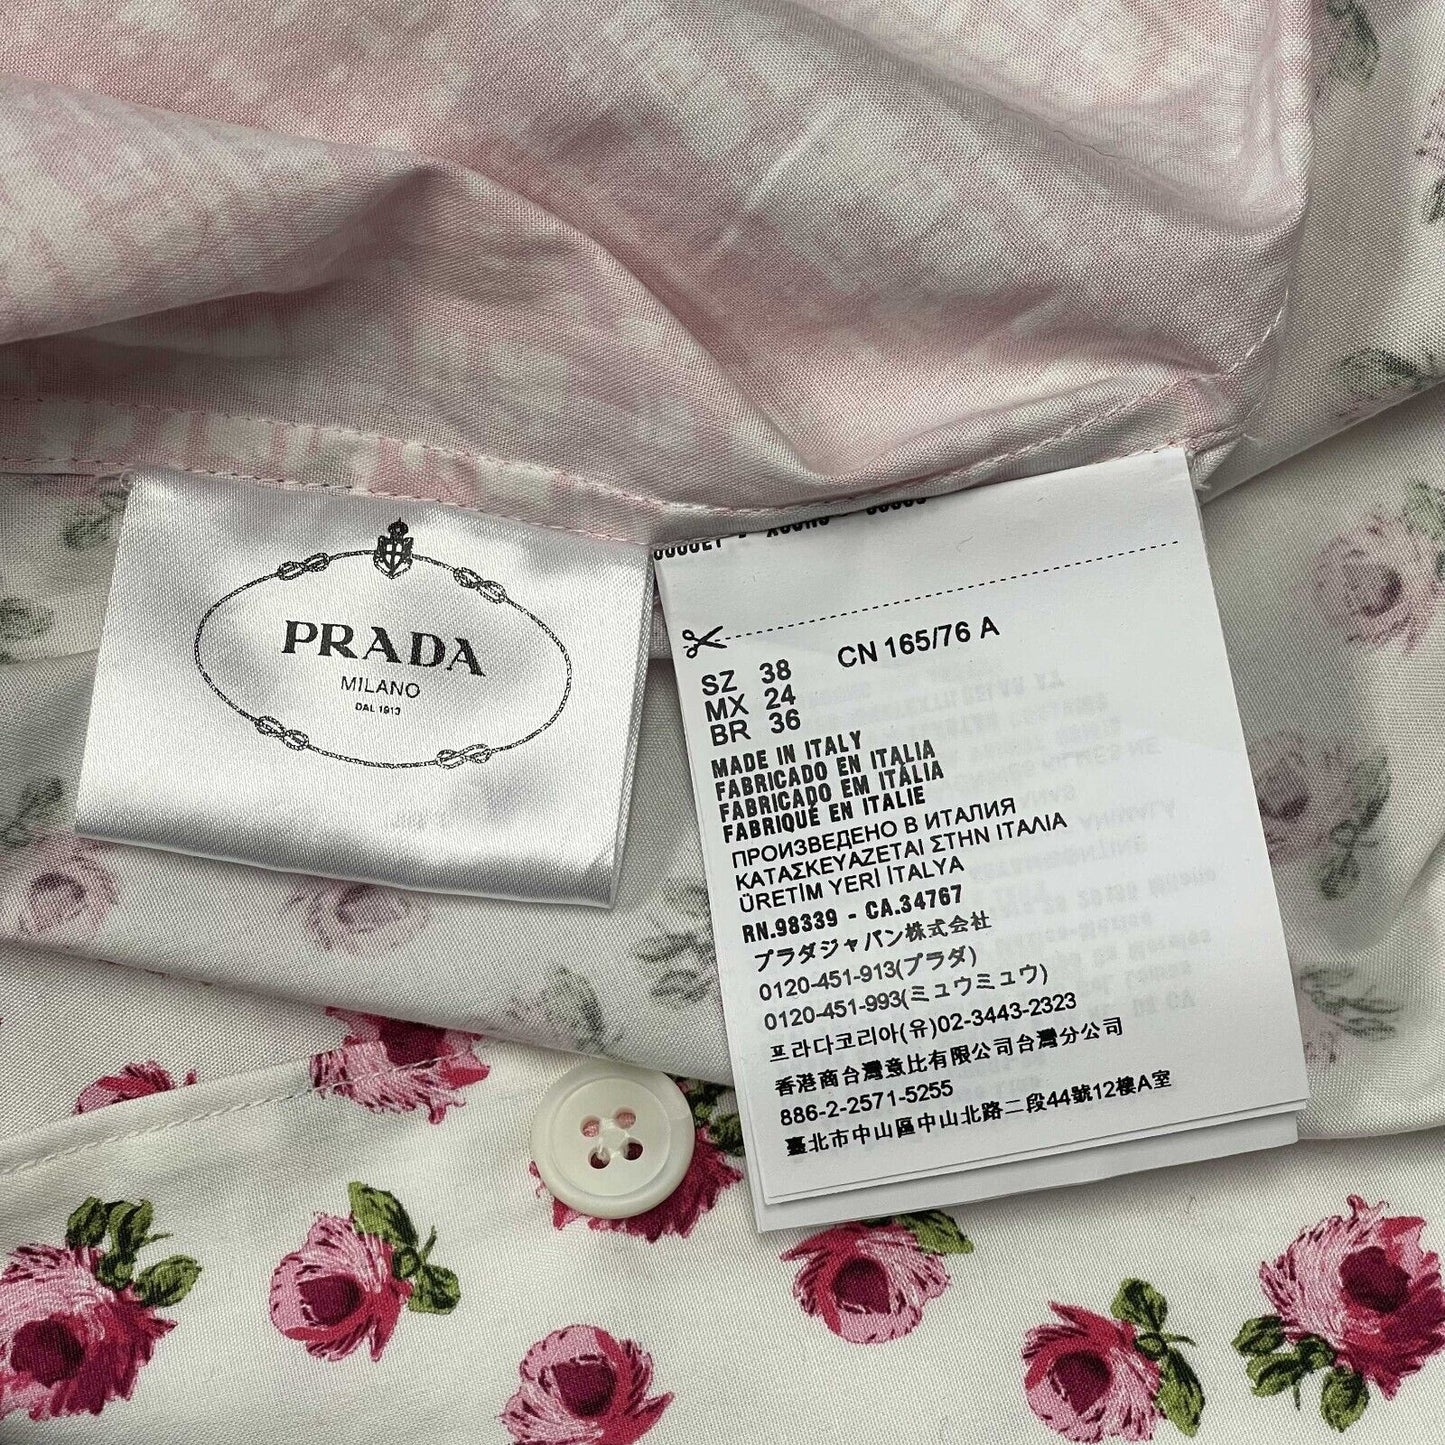 PRADA
MILANO
DAL 1913
SZ 38 CN 165/76 A
MX 24
BR 36
MADE IN ITALY
FABRICADO EN ITALIA
FABRICADO EM ITÁLIA
FABRIQUÉ EN ITALIE
ПРОИЗВЕДЕНО В ИТАЛИЯ
ΚΑΤΑΣΚΕΥΑΖΕΤΑΙ ΣΤΗΝ ΙΤΑΛΙΑ
ÜRETİM YERİ İTALYA
RN.98339 - CA.34767
プラダジャパン株式会社
0120-451-913(プラダ)
0120-451-993(ミュウミュウ)
프라다코리아(유)02-3443-2323
香港商台灣意比有限公司台灣分公司
886-2-2571-5255
臺北市中山區中山北路二段44號12樓A室